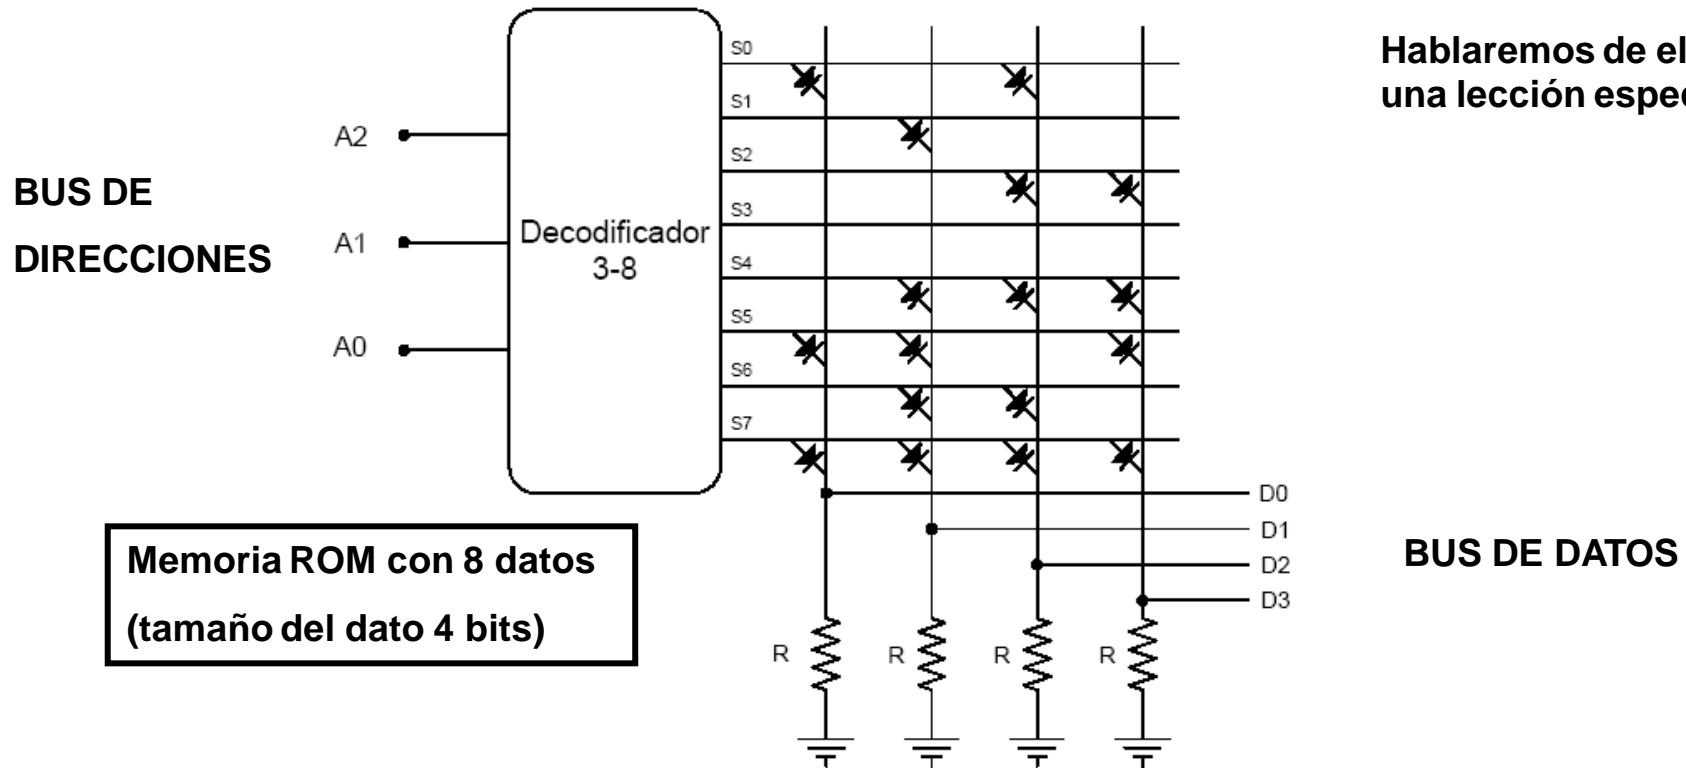 Hablaremos de el
una lección espec
BUS DE
DIRECCIONES
A2
A1
A0
Decodificador
3-8
S0
S1
S2
S3
S4
S5
S6
S7
D0
D1
D2
D3
BUS DE DATOS
R
R
R
R
Memoria ROM con 8 datos
(tamaño del dato 4 bits)